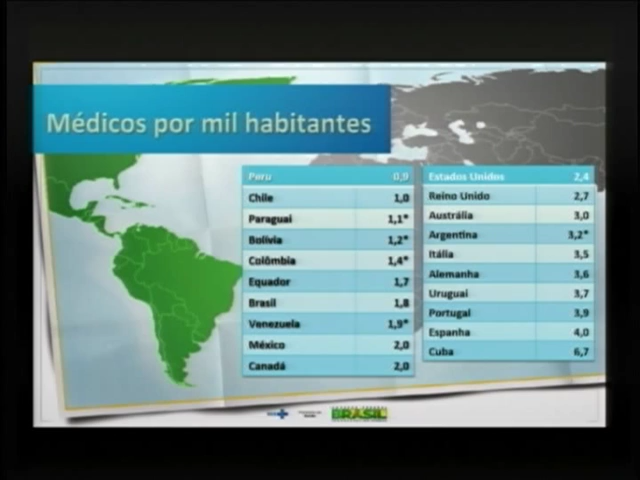 Médicos por mil habitantes
Peru 0,9
Chile 1,0
Paraguai 1,1*
Bolívia 1,2*
Colômbia 1,4*
Equador 1,7
Brasil 1,8
Venezuela 1,9*
México 2,0
Canadá 2,0
Estados Unidos 2,4
Reino Unido 2,7
Austrália 3,0
Argentina 3,2*
Itália 3,5
Alemanha 3,6
Uruguai 3,7
Portugal 3,9
Espanha 4,0
Cuba 6,7
BRASIL